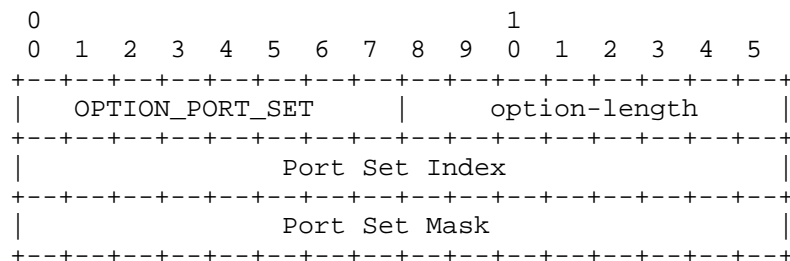 0                             1
 0  1  2  3  4  5  6  7  8  9  0  1  2  3  4  5
+--+--+--+--+--+--+--+--+--+--+--+--+--+--+--+--+
|   OPTION_PORT_SET     |     option-length     |
+--+--+--+--+--+--+--+--+--+--+--+--+--+--+--+--+
|                Port Set Index                 |
+--+--+--+--+--+--+--+--+--+--+--+--+--+--+--+--+
|                Port Set Mask                  |
+--+--+--+--+--+--+--+--+--+--+--+--+--+--+--+--+